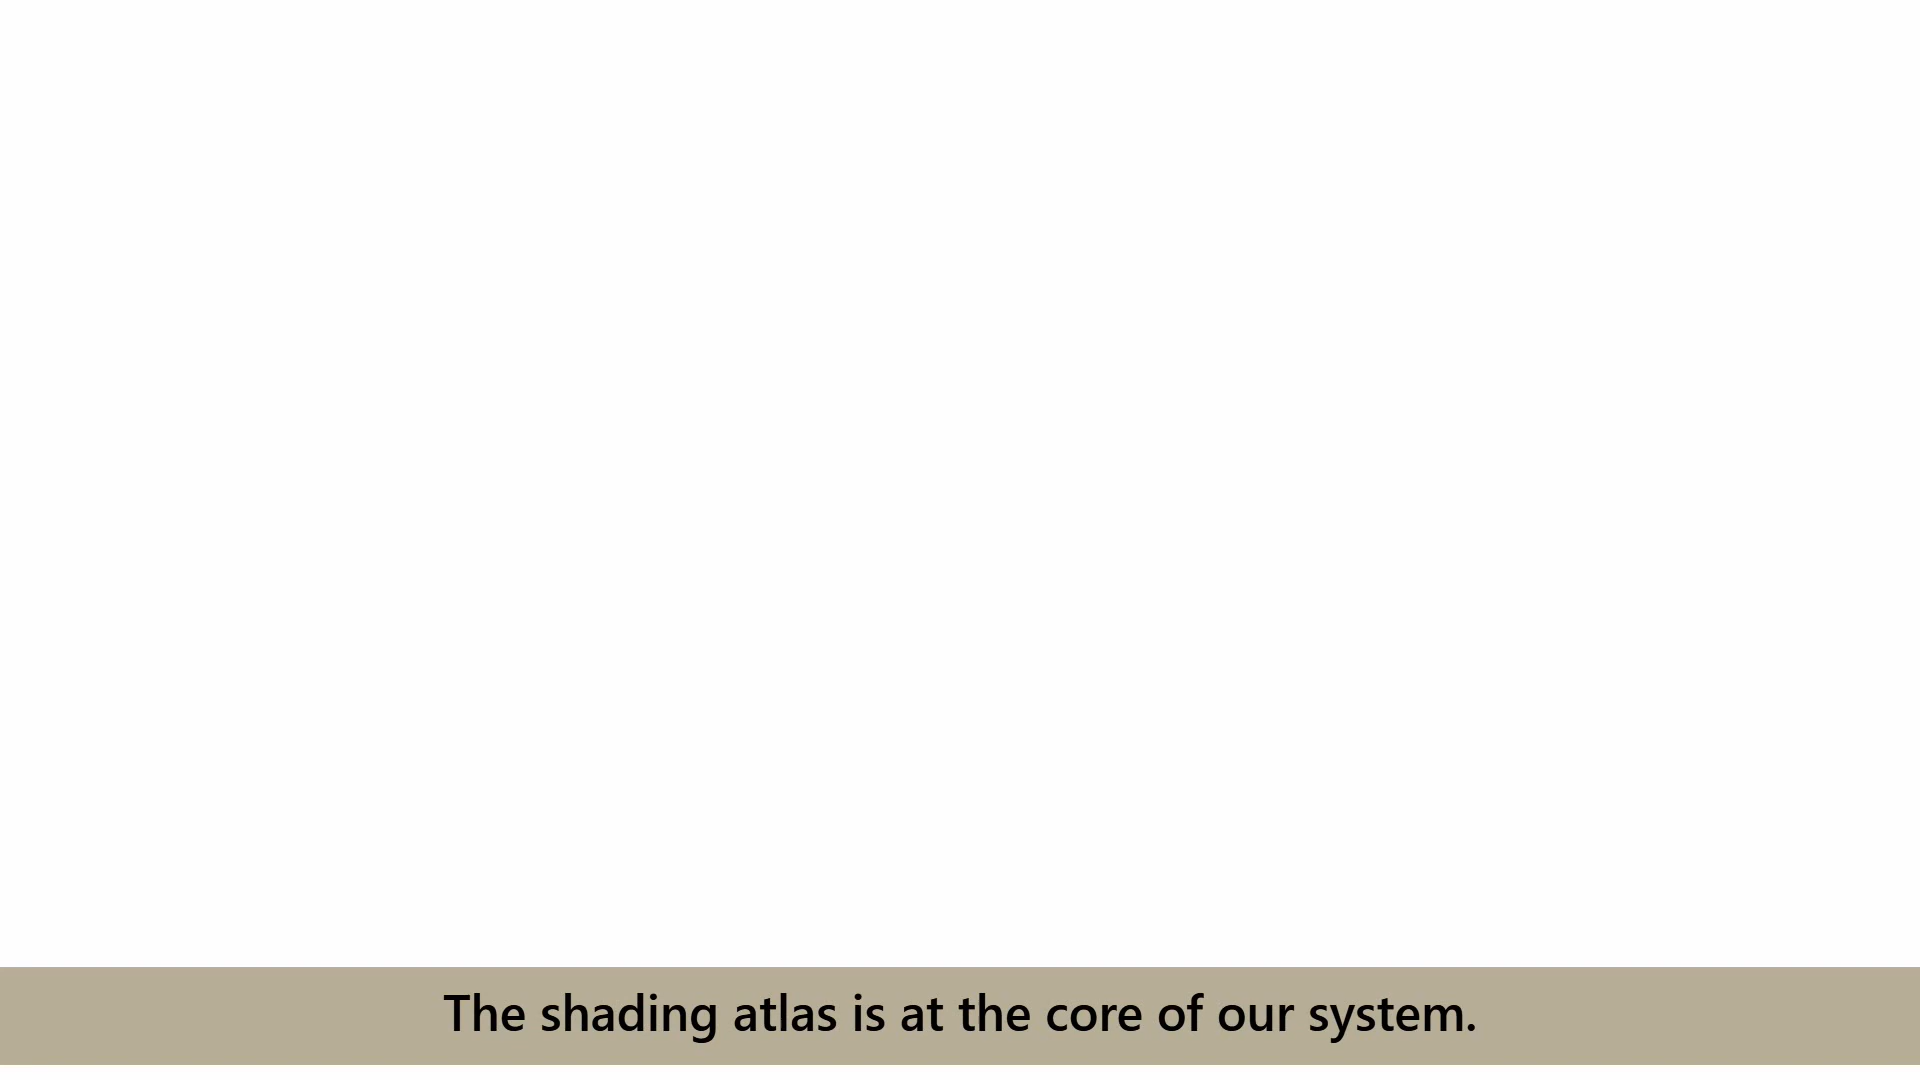 The shading atlas is at the core of our system.